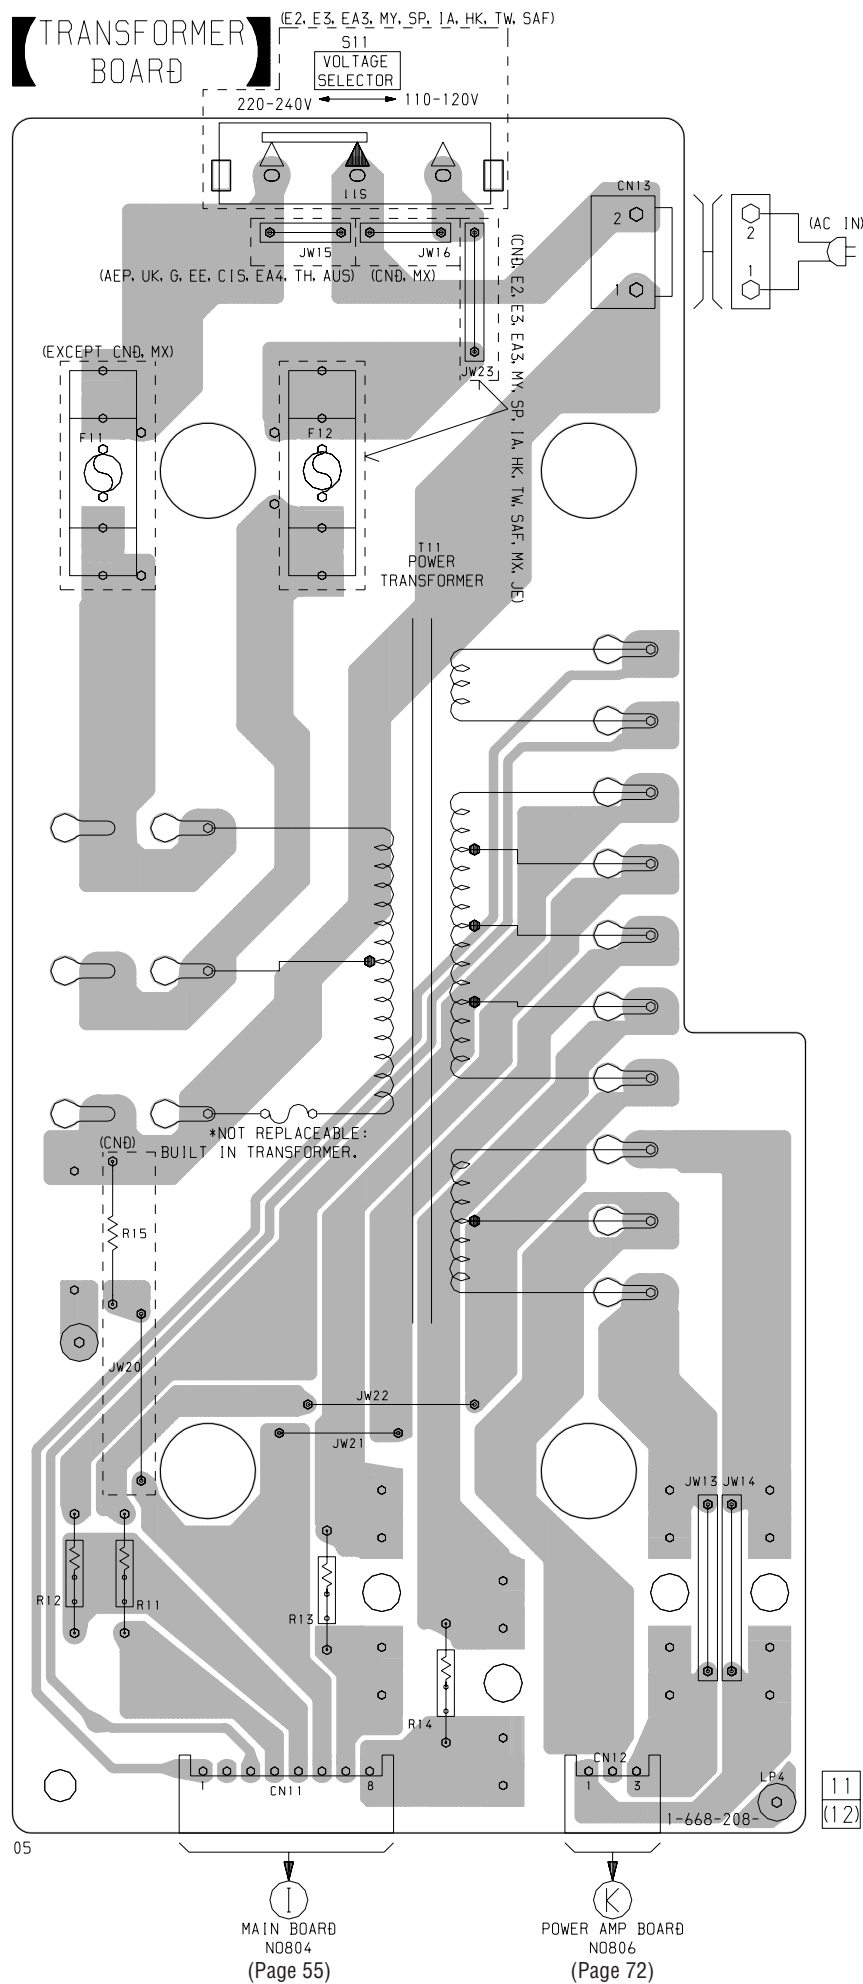 (E2, E3, EA3, MY, SP, IA, HK, TW, SAF)
TRANSFORMER
BOARD
S11
VOLTAGE
SELECTOR
220-240V
110-120V
S11
CN13
2
1
2
1
(AC IN)
JW15
JW16
(AEP, UK, G, EE, CIS, EA4, TH, AUS)
(CND, MX)
(CND, E2, E3, EA3, MY, SP, IA, HK, TW, SAF, MX, JE)
(EXCEPT CND, MX)
JW23
F11
F12
T11
POWER
TRANSFORMER
*NOT REPLACEABLE:
BUILT IN TRANSFORMER.
(CND)
R15
JW20
JW22
JW21
JW13
JW14
R12
R11
R13
R14
CN11
1
8
CN12
1
3
LP4
1-668-208-
11
(12)
05
I
MAIN BOARD
NO804
(Page 55)
K
POWER AMP BOARD
NO806
(Page 72)